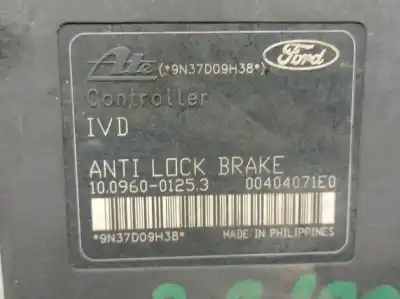 Ate (*9N37D09H38*) Ford
Controller
IVD
ANTI LOCK BRAKE
10.0960-0125.3 00404071E0
*9N37D09H38* MADE IN PHILIPPINES